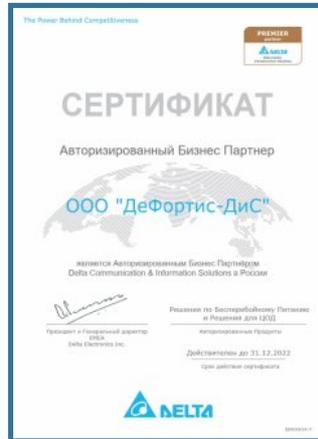 The Power Behind Competitiveness
PREMIER
partner
DELTA
СЕРТИФИКАТ
Авторизированный Бизнес Партнер
ООО "ДеФортис-ДиС"
является Авторизированным Бизнес Партнёром
Delta Communication & Information Solutions в России
Президент и Генеральный директор
EMEA
Delta Electronics Inc.
Решения по Бесперебойному Питанию
и Решения для ЦОД
Авторизированные Продукты
Действителен до 31.12.2022
Срок действия сертификата
DELTA